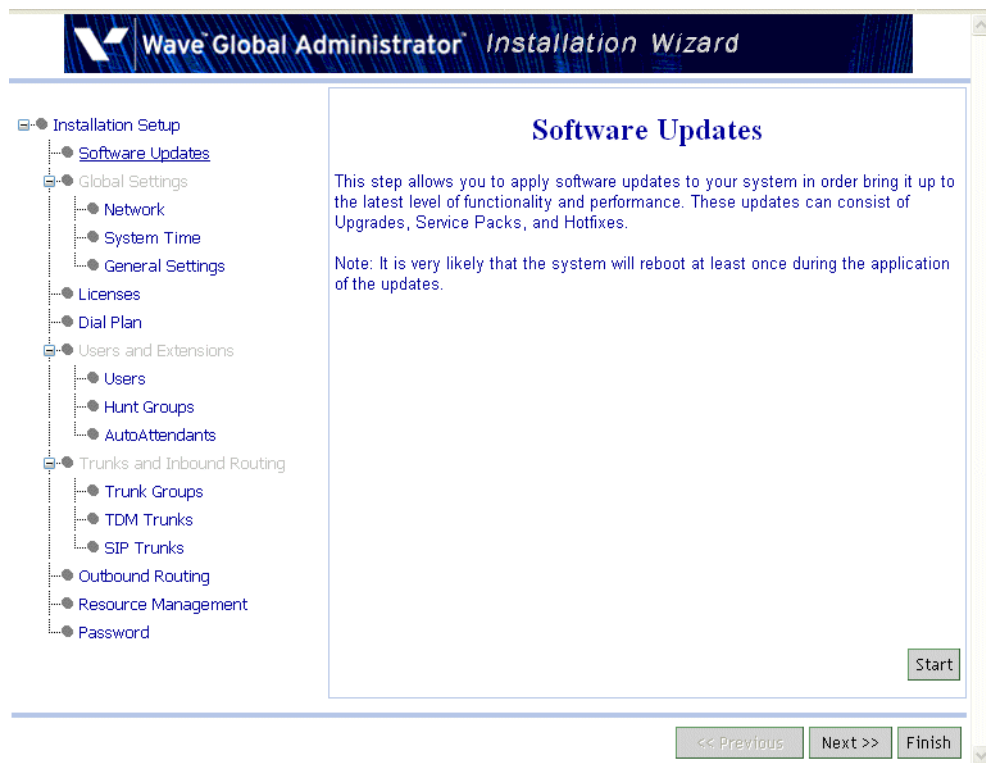 Wave™ Global Administrator™ Installation Wizard
Installation Setup
Software Updates
Global Settings
Network
System Time
General Settings
Licenses
Dial Plan
Users and Extensions
Users
Hunt Groups
AutoAttendants
Trunks and Inbound Routing
Trunk Groups
TDM Trunks
SIP Trunks
Outbound Routing
Resource Management
Password
Software Updates
This step allows you to apply software updates to your system in order bring it up to
the latest level of functionality and performance. These updates can consist of
Upgrades, Service Packs, and Hotfixes.
Note: It is very likely that the system will reboot at least once during the application
of the updates.
Start
<< Previous
Next >>
Finish